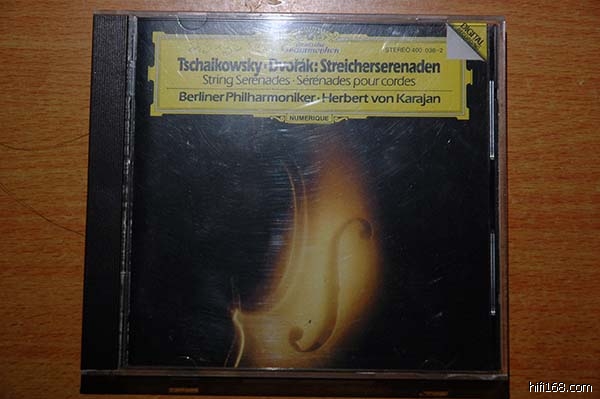 Deutsche
Grammophon
STEREO 400 038-2
DIGITAL
Tschaikowsky · Dvořák: Streicherserenaden
String Serenades · Sérénades pour cordes
Berliner Philharmoniker · Herbert von Karajan
NUMERIQUE
hifi168.com